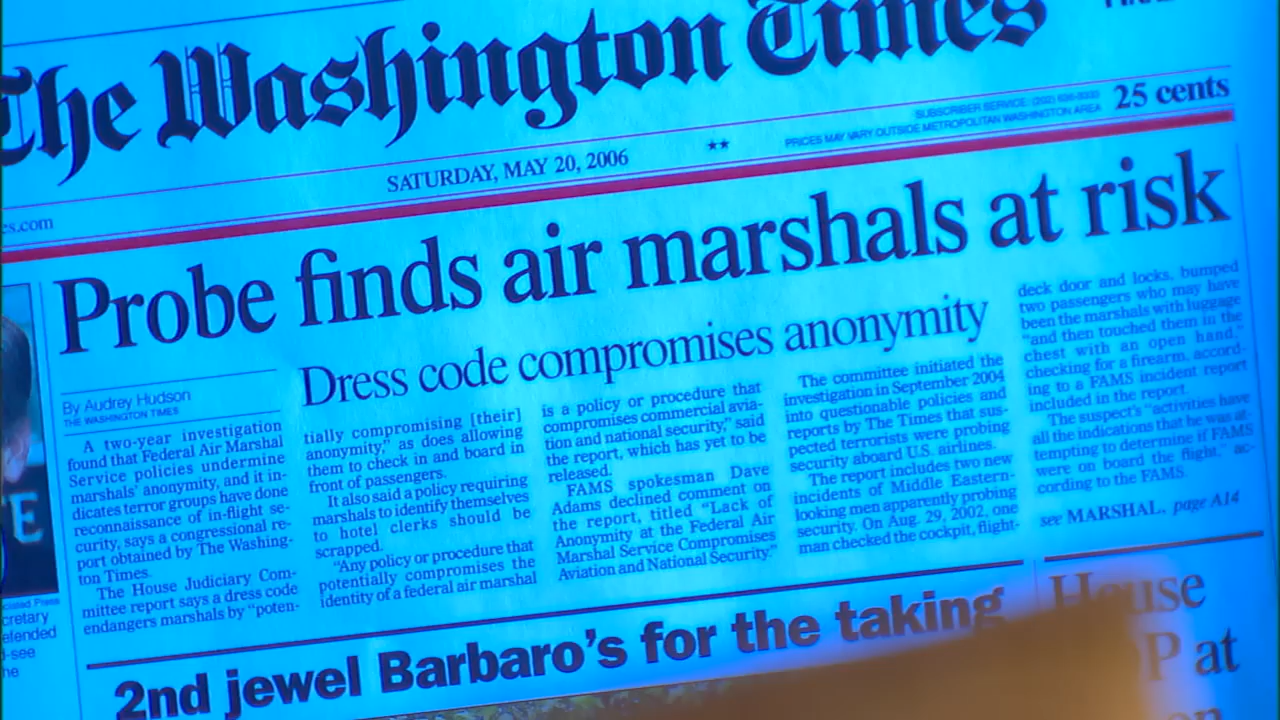 The Washington Times
SUBSCRIBER SERVICE: (202)
PRICES MAY VARY OUTSIDE METROPOLITAN WASHINGTON AREA
25 cents
SATURDAY, MAY 20, 2006
★★
es.com
Probe finds air marshals at risk
Dress code compromises anonymity
By Audrey Hudson
THE WASHINGTON TIMES
A two-year investigation
found that Federal Air Marshal
Service policies undermine
marshals' anonymity, and it in-
dicates terror groups have done
reconnaissance of in-flight se-
curity, says a congressional re-
port obtained by The Washing-
ton Times.
The House Judiciary Com-
mittee report says a dress code
endangers marshals by "poten-
tially compromising [their]
anonymity," as does allowing
them to check in and board in
front of passengers.
It also said a policy requiring
marshals to identify themselves
to hotel clerks should be
scrapped.
"Any policy or procedure that
potentially compromises the
identity of a federal air marshal
is a policy or procedure that
compromises commercial avia-
tion and national security," said
the report, which has yet to be
released.
FAMS spokesman Dave
Adams declined comment on
the report, titled "Lack of
Anonymity at the Federal Air
Marshal Service Compromises
Aviation and National Security."
The committee initiated the
investigation in September 2004
into questionable policies and
reports by The Times that sus-
pected terrorists were probing
security aboard U.S. airlines.
The report includes two new
incidents of Middle Eastern-
looking men apparently probing
security. On Aug. 29, 2002, one
man checked the cockpit, flight-
deck door and locks, bumped
two passengers who may have
been the marshals with luggage
"and then touched them in the
chest with an open hand,"
checking for a firearm, accord-
ing to a FAMS incident report
included in the report.
The suspect's "activities have
all the indications that he was at-
tempting to determine if FAMS
were on board the flight," ac-
cording to the FAMS.
see MARSHAL, page A14
E
cretary
efended
l-see
he
2nd jewel Barbaro's for the taking
House
P at